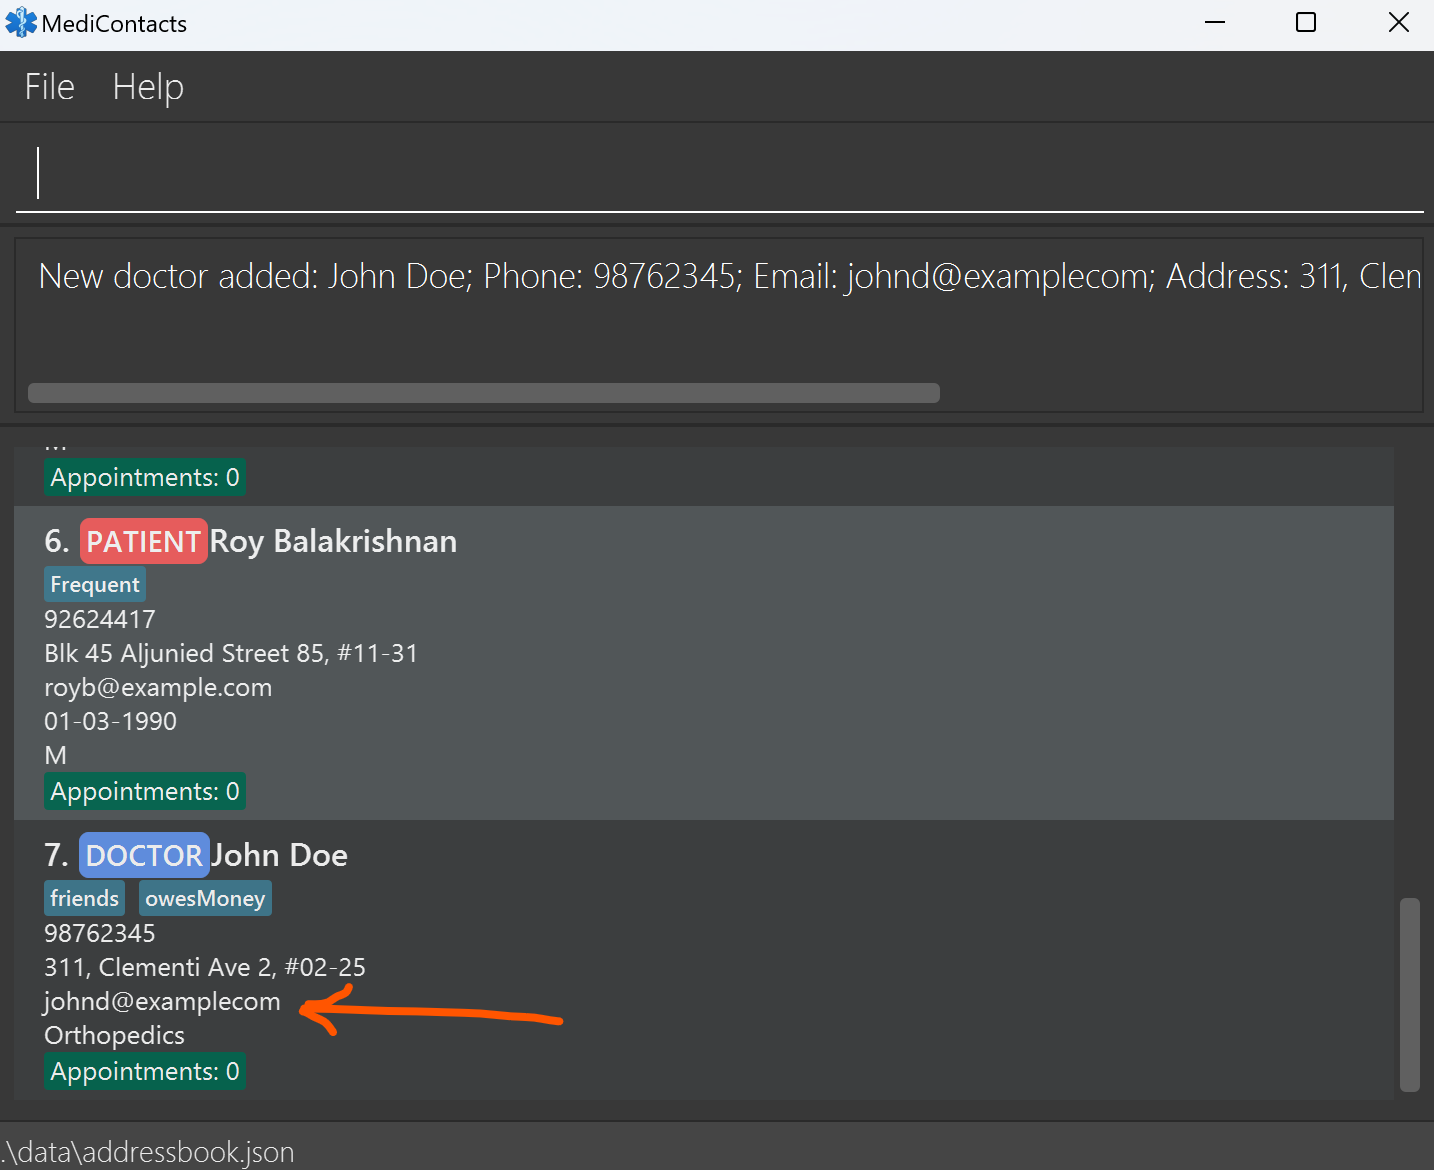 MediContacts
File Help
New doctor added: John Doe; Phone: 98762345; Email: johnd@examplecom; Address: 311, Clen
Appointments: 0
6. PATIENT Roy Balakrishnan
Frequent
92624417
Blk 45 Aljunied Street 85, #11-31
royb@example.com
01-03-1990
M
Appointments: 0
7. DOCTOR John Doe
friends owesMoney
98762345
311, Clementi Ave 2, #02-25
johnd@examplecom
Orthopedics
Appointments: 0
.\data\addressbook.json